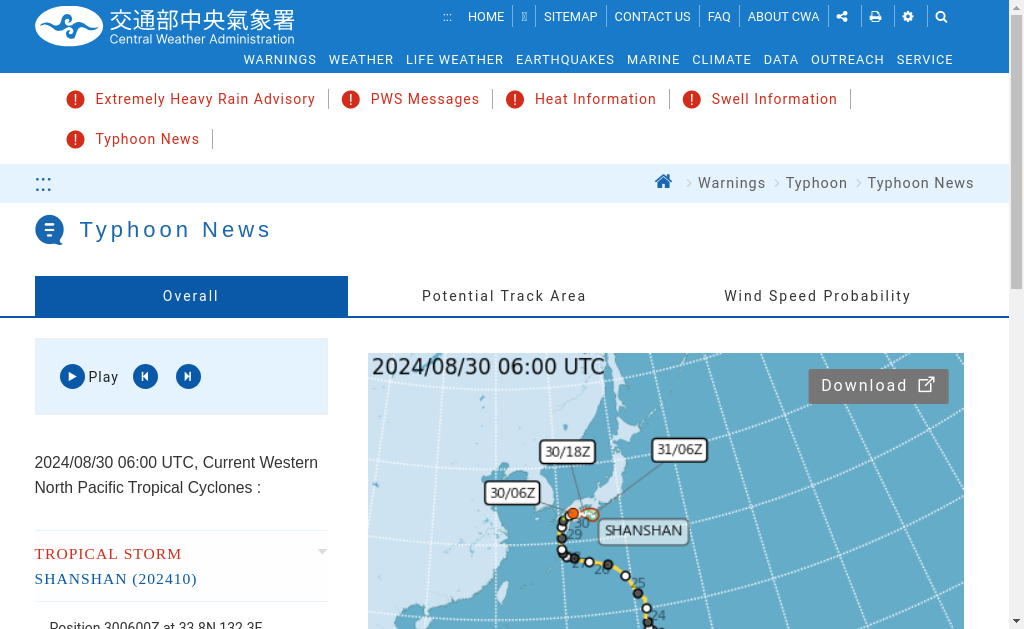 交通部中央氣象署
Central Weather Administration
::: HOME SITEMAP CONTACT US FAQ ABOUT CWA
WARNINGS WEATHER LIFE WEATHER EARTHQUAKES MARINE CLIMATE DATA OUTREACH SERVICE
Extremely Heavy Rain Advisory PWS Messages Heat Information Swell Information
Typhoon News
::: Warnings Typhoon Typhoon News
Typhoon News
Overall Potential Track Area Wind Speed Probability
Play
2024/08/30 06:00 UTC, Current Western
North Pacific Tropical Cyclones :
TROPICAL STORM
SHANSHAN (202410)
Position 300600Z at 33.8N 132.3E
2024/08/30 06:00 UTC
Download
30/18Z
31/06Z
30/06Z
30
SHANSHAN
29
26
25
24